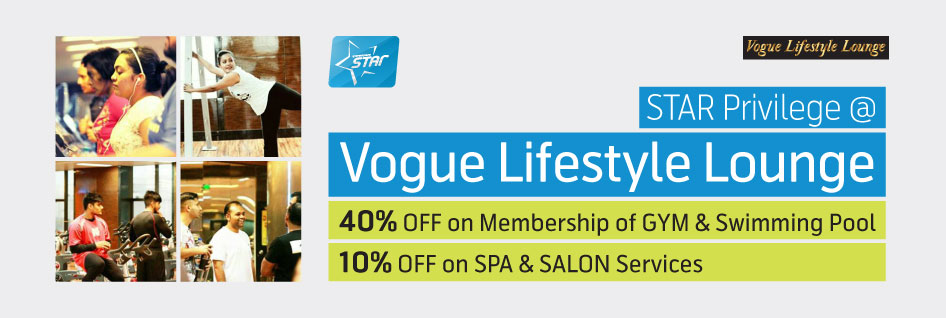 STAR
Vogue Lifestyle Lounge
STAR Privilege @
Vogue Lifestyle Lounge
40% OFF on Membership of GYM & Swimming Pool
10% OFF on SPA & SALON Services